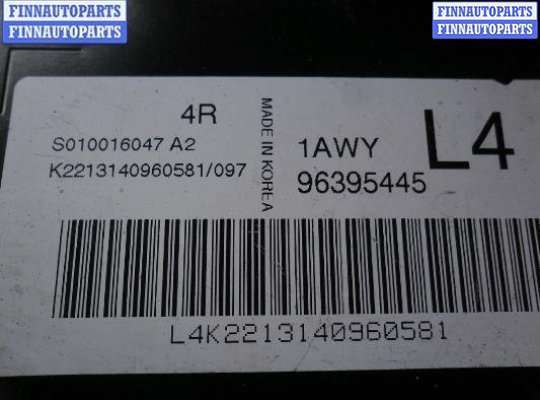 FINNAUTOPARTS FINNAUTOPARTS
FINNAUTOPARTS FINNAUTOPARTS
4R
S010016047 A2
K2213140960581/097
MADE IN KOREA
1AWY
L4
96395445
L4K2213140960581